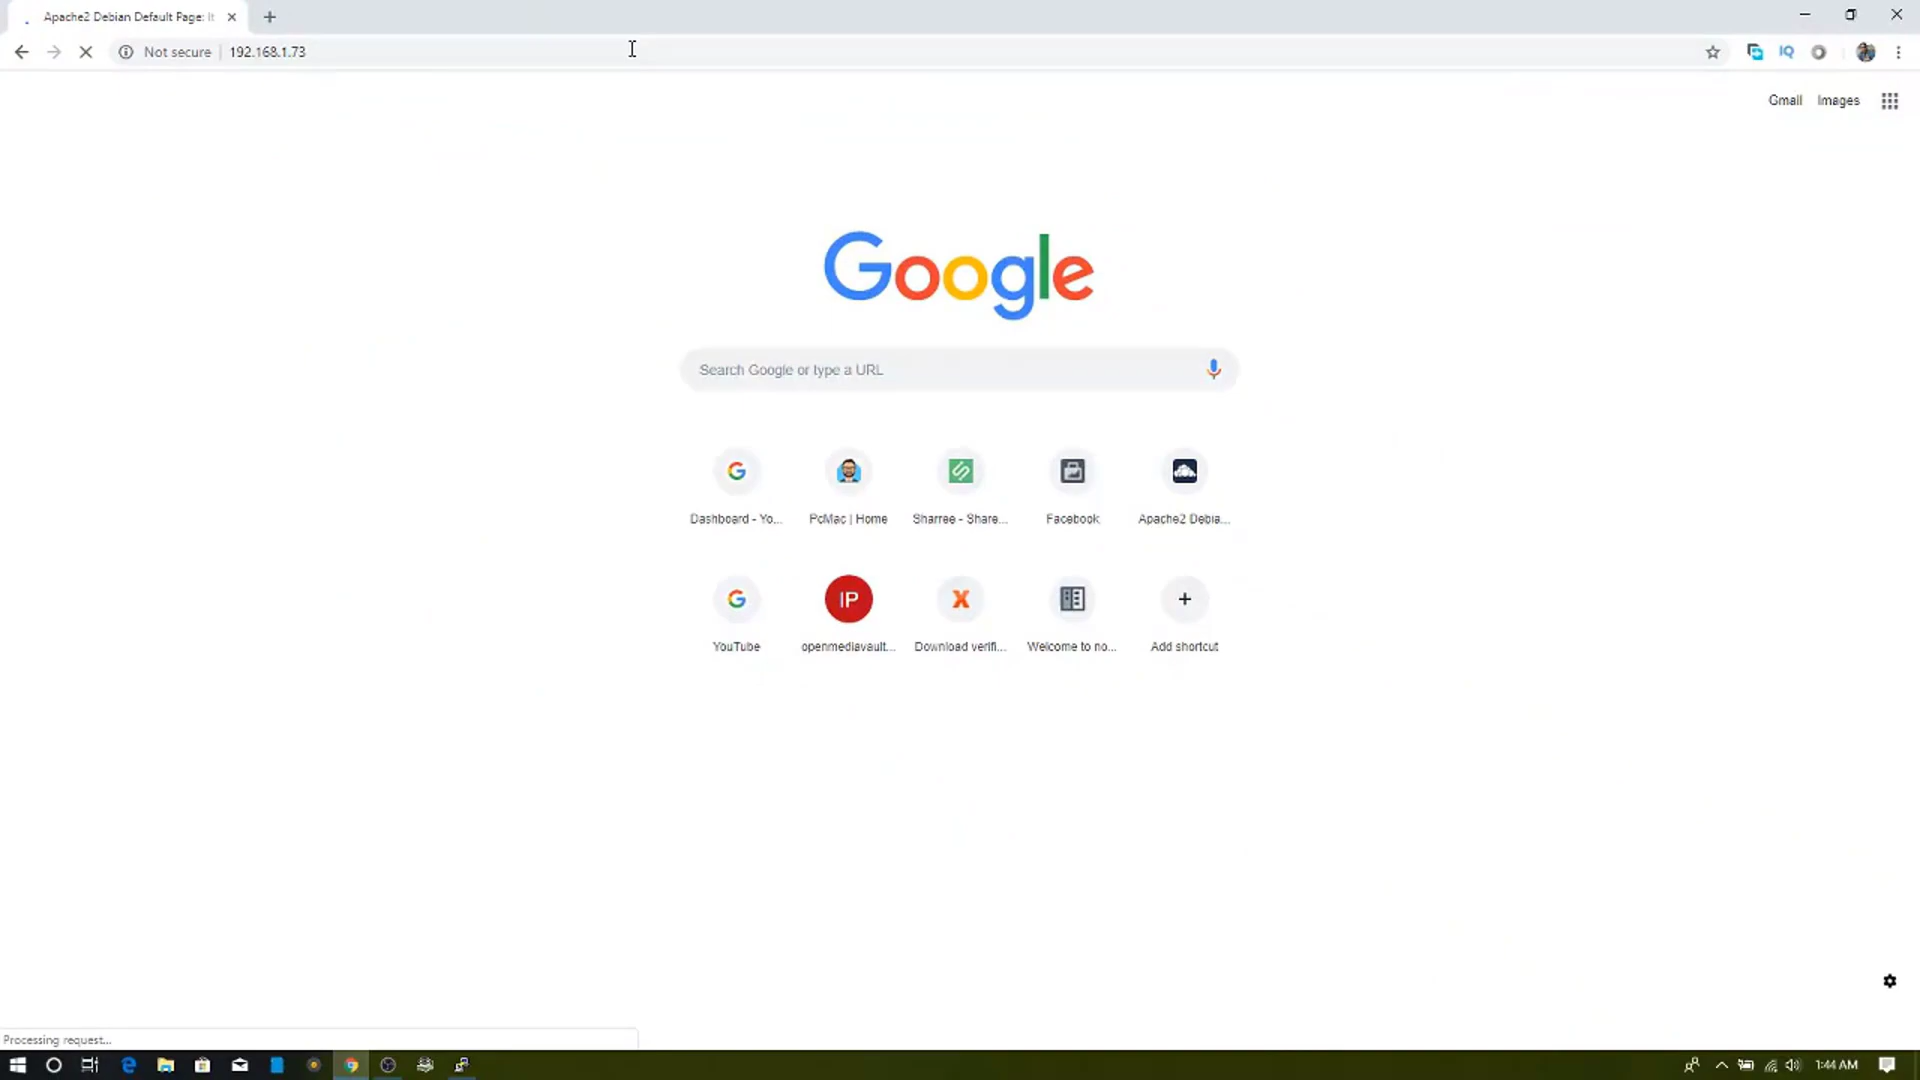 Apache2 Debian Default Page: It
Not secure
192.168.1.73
Gmail
Images
Google
Search Google or type a URL
Dashboard - Yo...
PcMac | Home
Sharree - Share...
Facebook
Apache2 Debia...
IP
YouTube
openmediavault...
Download verifi...
Welcome to no...
Add shortcut
Processing request...
1:44 AM